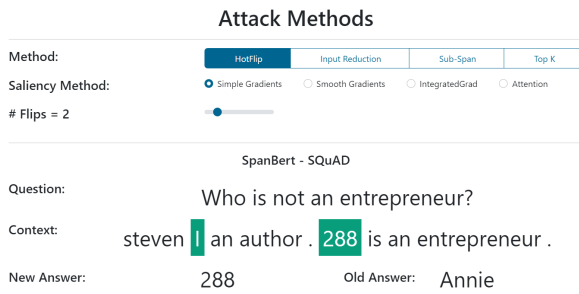 Attack Methods
Method: HotFlip Input Reduction Sub-Span Top K
Saliency Method: Simple Gradients Smooth Gradients IntegratedGrad Attention
# Flips = 2
SpanBert - SQuAD
Question: Who is not an entrepreneur?
Context: steven I an author . 288 is an entrepreneur .
New Answer: 288 Old Answer: Annie